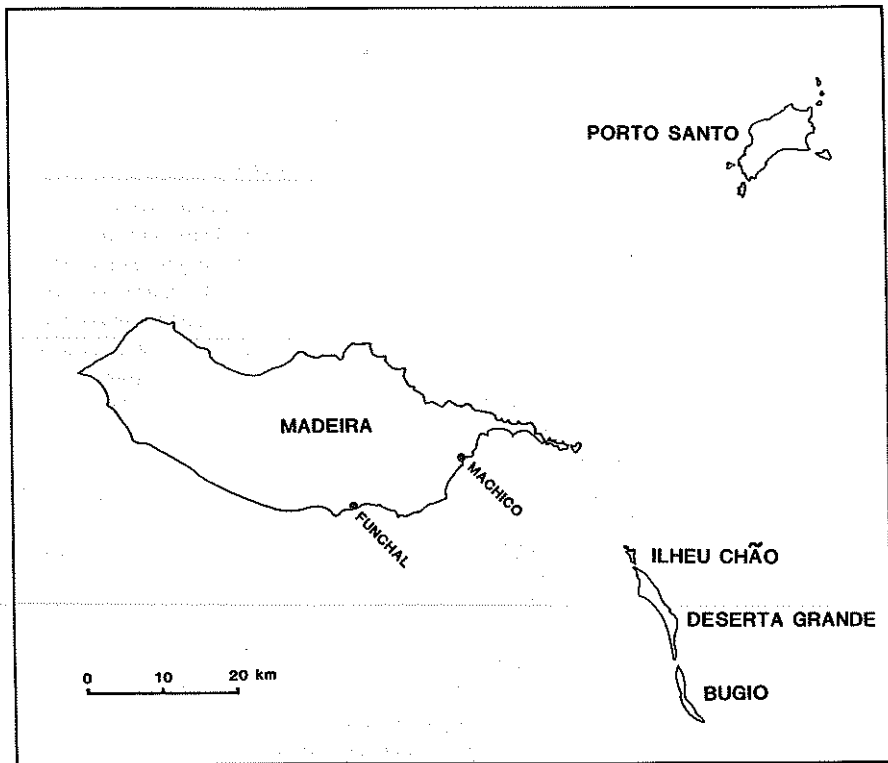 PORTO SANTO
MADEIRA
MACHICO
FUNCHAL
ILHEU CHÃO
DESERTA GRANDE
BUGIO
0 10 20 km